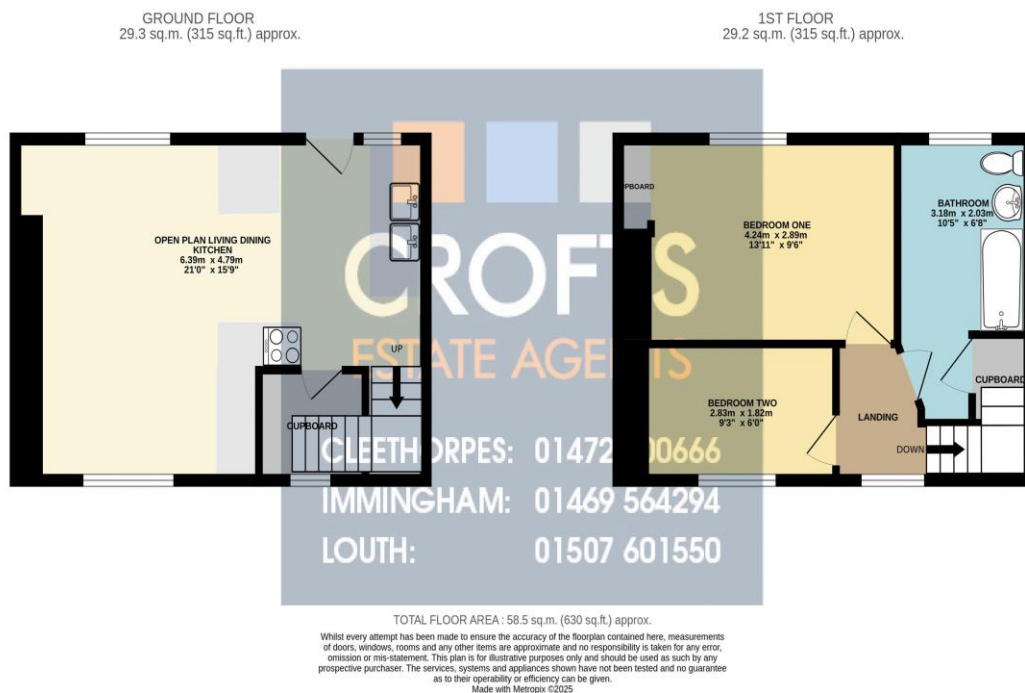 GROUND FLOOR
29.3 sq.m. (315 sq.ft.) approx.
1ST FLOOR
29.2 sq.m. (315 sq.ft.) approx.
OPEN PLAN LIVING DINING
KITCHEN
6.39m x 4.79m
21'0" x 15'9"
UP
CUPBOARD
PBOARD
BEDROOM ONE
4.24m x 2.89m
13'11" x 9'6"
BATHROOM
3.18m x 2.03m
10'5" x 6'8"
CUPBOARD
BEDROOM TWO
2.83m x 1.82m
9'3" x 6'0"
LANDING
DOWN
CROFTS
ESTATE AGENTS
CLEETHORPES: 01472 00666
IMMINGHAM: 01469 564294
LOUTH: 01507 601550
TOTAL FLOOR AREA : 58.5 sq.m. (630 sq.ft.) approx.
Whilst every attempt has been made to ensure the accuracy of the floorplan contained here, measurements
of doors, windows, rooms and any other items are approximate and no responsibility is taken for any error,
omission or mis-statement. This plan is for illustrative purposes only and should be used as such by any
prospective purchaser. The services, systems and appliances shown have not been tested and no guarantee
as to their operability or efficiency can be given.
Made with Metropix ©2025